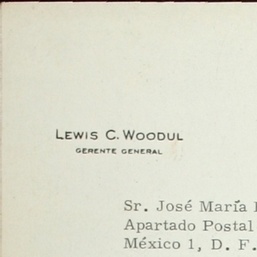 LEWIS C. WOODUL
GERENTE GENERAL
Sr. José María
Apartado Postal
México 1, D. F.